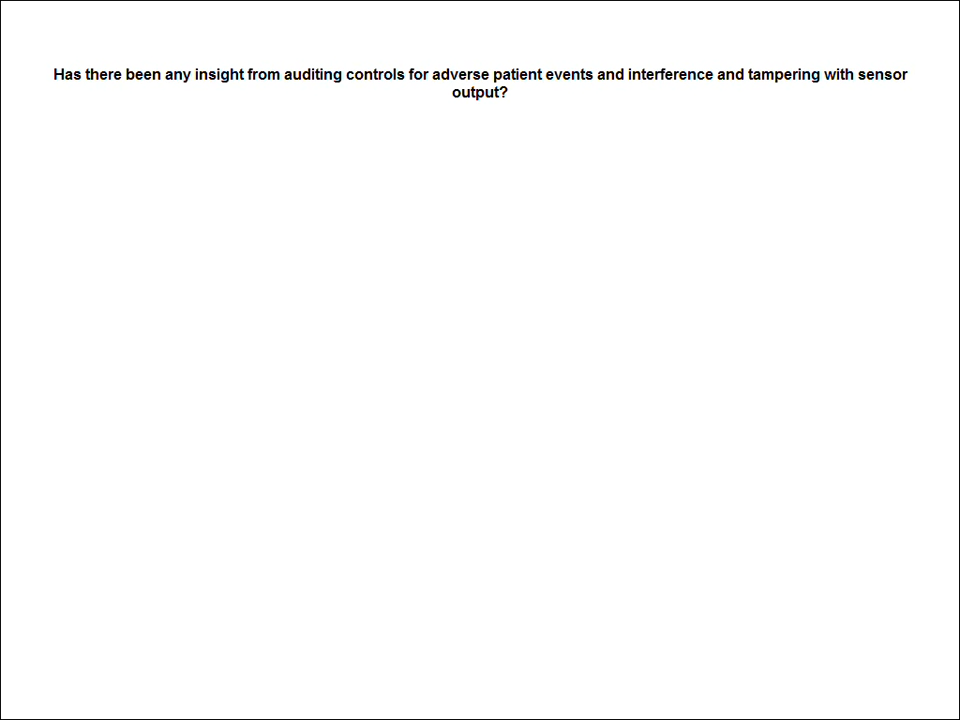 Has there been any insight from auditing controls for adverse patient events and interference and tampering with sensor
output?